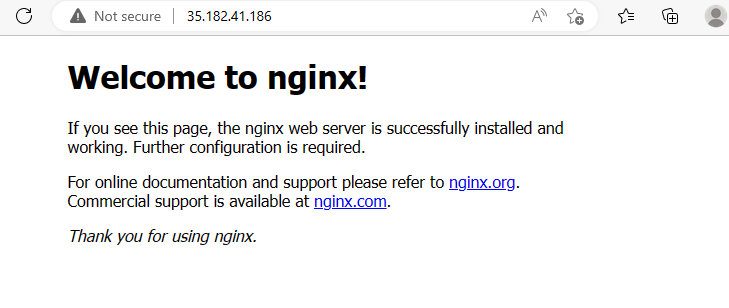 Not secure 35.182.41.186
Welcome to nginx!
If you see this page, the nginx web server is successfully installed and
working. Further configuration is required.
For online documentation and support please refer to nginx.org.
Commercial support is available at nginx.com.
Thank you for using nginx.